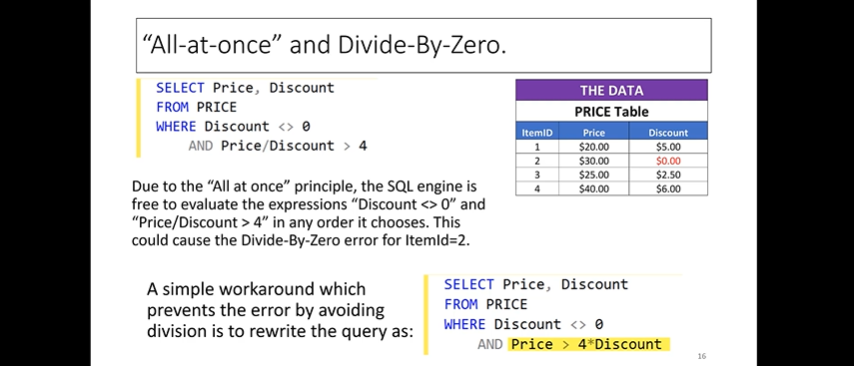 “All-at-once” and Divide-By-Zero.
SELECT Price, Discount
FROM PRICE
WHERE Discount <> 0
AND Price/Discount > 4
THE DATA
PRICE Table
ItemID Price Discount
1 $20.00 $5.00
2 $30.00 $0.00
3 $25.00 $2.50
4 $40.00 $6.00
Due to the “All at once” principle, the SQL engine is
free to evaluate the expressions “Discount <> 0” and
“Price/Discount > 4” in any order it chooses. This
could cause the Divide-By-Zero error for ItemId=2.
A simple workaround which
prevents the error by avoiding
division is to rewrite the query as:
SELECT Price, Discount
FROM PRICE
WHERE Discount <> 0
AND Price > 4*Discount
16